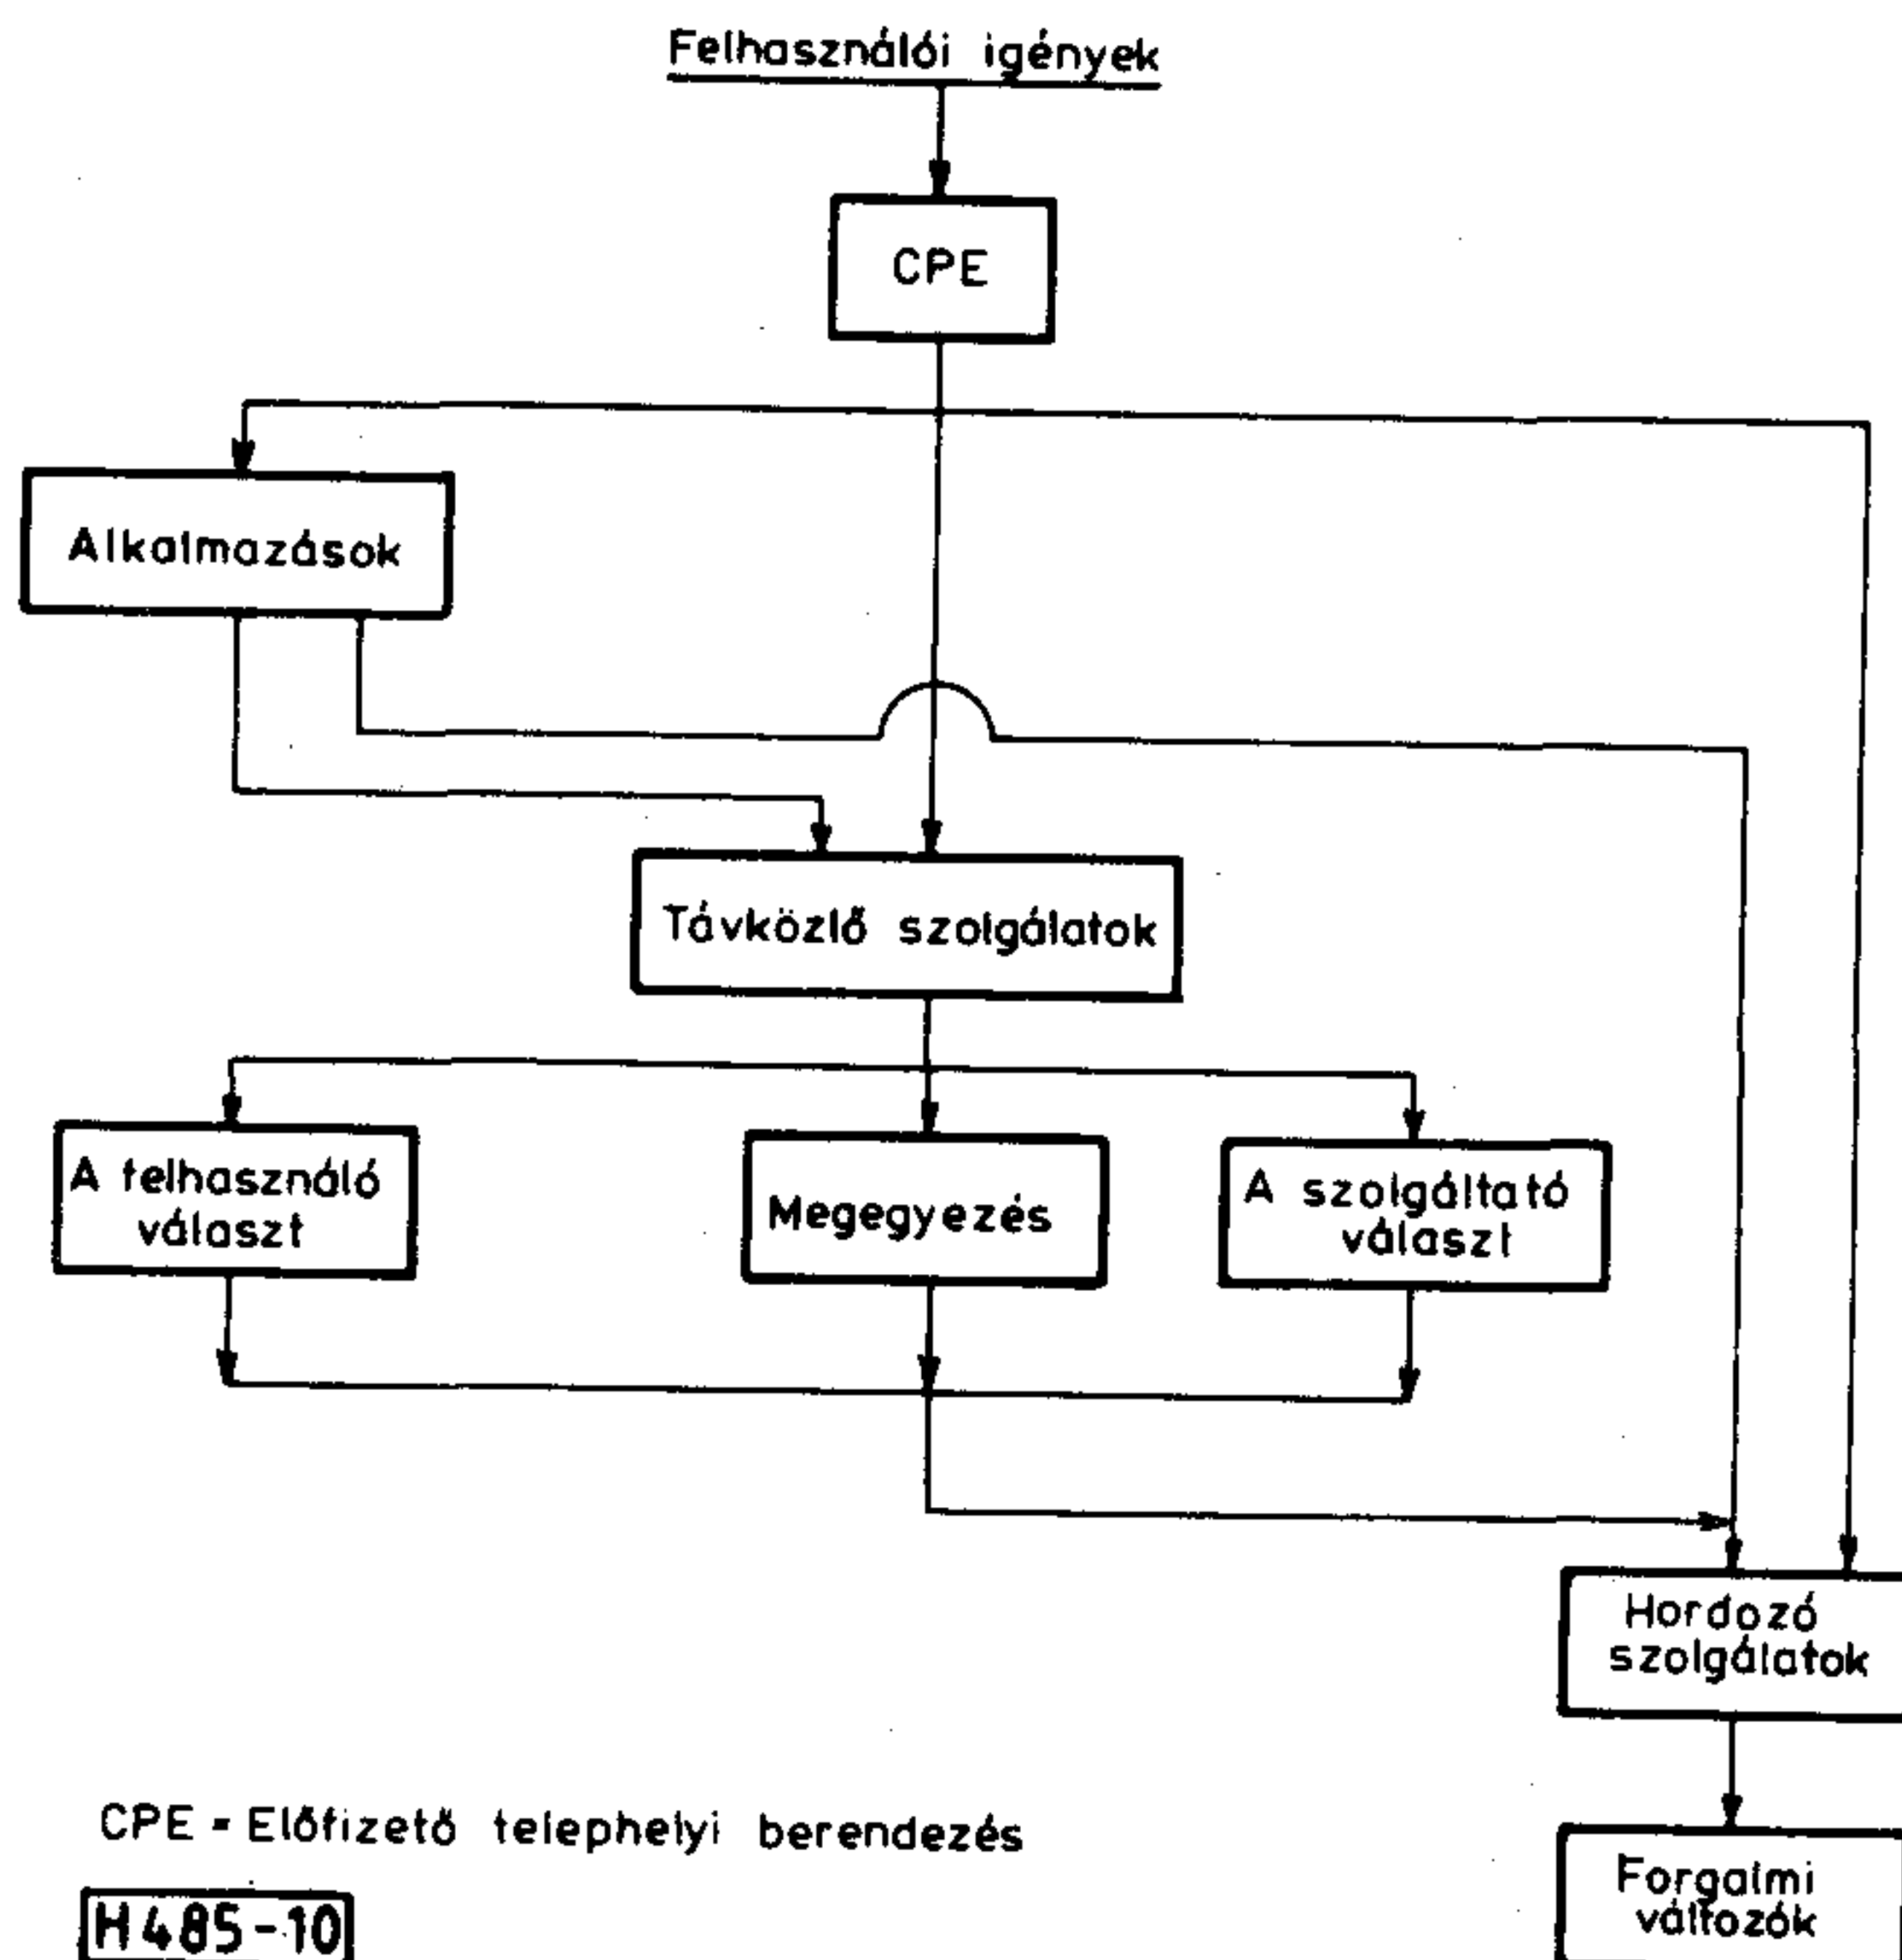 Felhasználói igények
CPE
Alkalmazások
Távközlő szolgálatok
A felhasználó
választ
Megegyezés
A szolgáltató
választ
Hordozó
szolgálatok
Forgalmi
változók
CPE = Előfizető telephelyi berendezés
H485-10